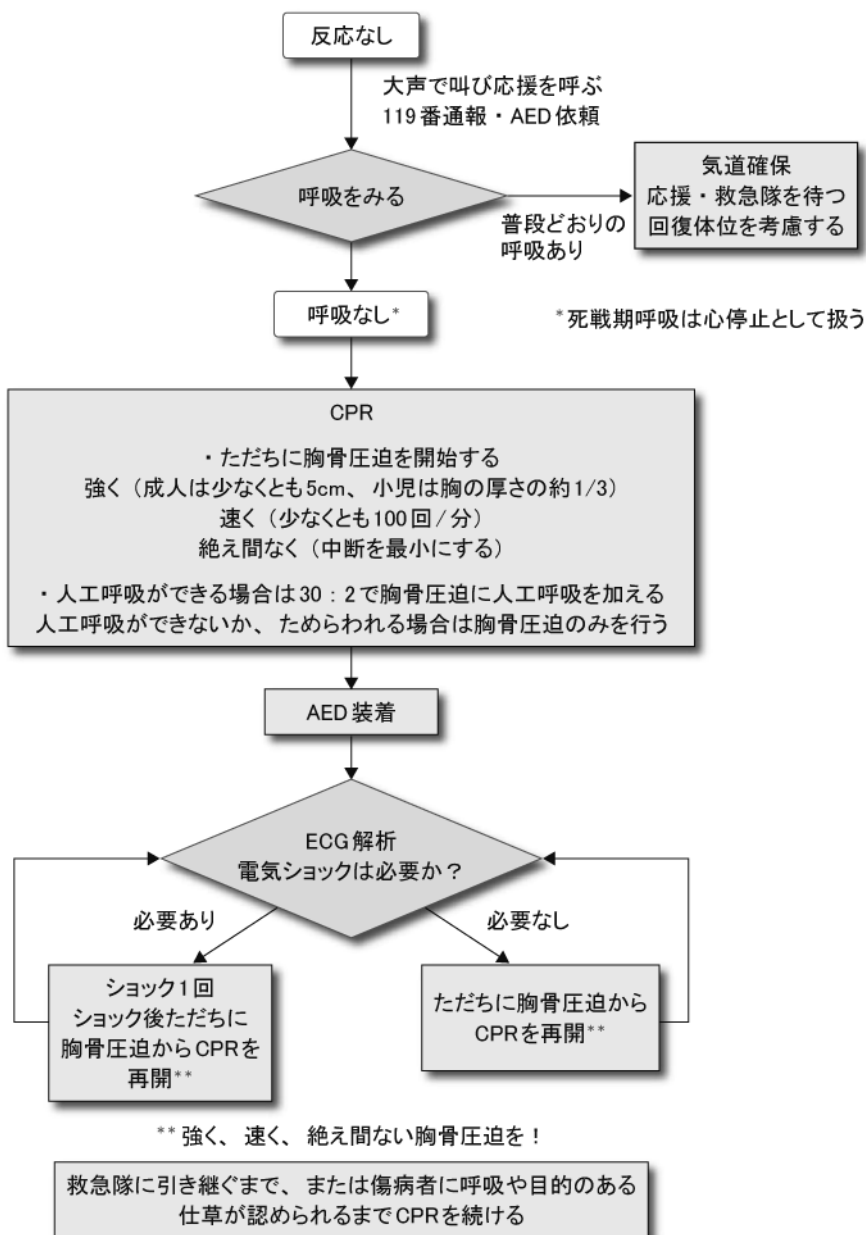 反応なし
大声で叫び応援を呼ぶ
119番通報・AED依頼
呼吸をみる
普段どおりの
呼吸あり
気道確保
応援・救急隊を待つ
回復体位を考慮する
呼吸なし*
*死戦期呼吸は心停止として扱う
CPR
・ただちに胸骨圧迫を開始する
強く（成人は少なくとも5cm、小児は胸の厚さの約1/3）
速く（少なくとも100回/分）
絶え間なく（中断を最小にする）
・人工呼吸ができる場合は30：2で胸骨圧迫に人工呼吸を加える
人工呼吸ができないか、ためらわれる場合は胸骨圧迫のみを行う
AED装着
ECG解析
電気ショックは必要か？
必要あり
必要なし
ショック1回
ショック後ただちに
胸骨圧迫からCPRを
再開**
ただちに胸骨圧迫から
CPRを再開**
**強く、速く、絶え間ない胸骨圧迫を！
救急隊に引き継ぐまで、または傷病者に呼吸や目的のある
仕草が認められるまでCPRを続ける